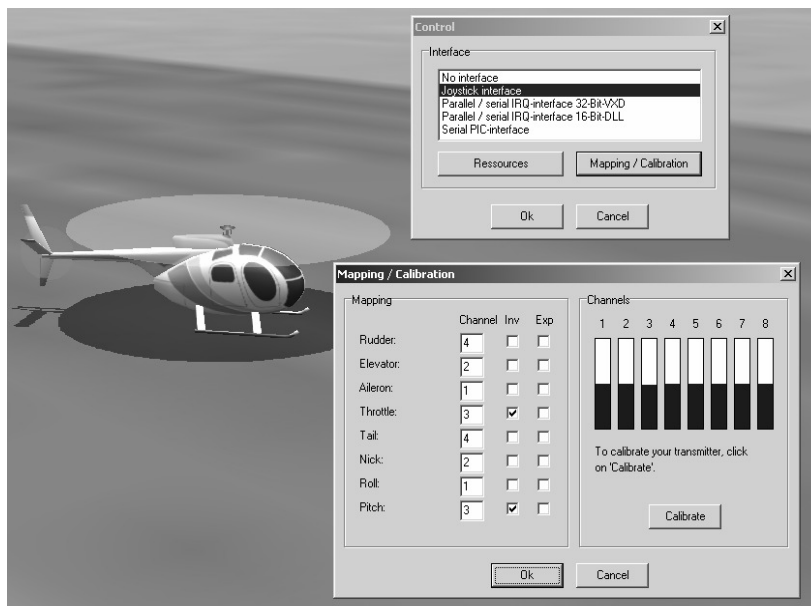 Control
Interface
No interface
Joystick interface
Parallel / serial IRQ-interface 32-Bit-VXD
Parallel / serial IRQ-interface 16-Bit-DLL
Serial PIC-interface
Ressources Mapping / Calibration
Ok Cancel
Mapping / Calibration
Mapping
Channel Inv Exp
Rudder: 4
Elevator: 2
Aileron: 1
Throttle: 3
Tail: 4
Nick: 2
Roll: 1
Pitch: 3
Channels
1 2 3 4 5 6 7 8
To calibrate your transmitter, click
on 'Calibrate'.
Calibrate
Ok Cancel